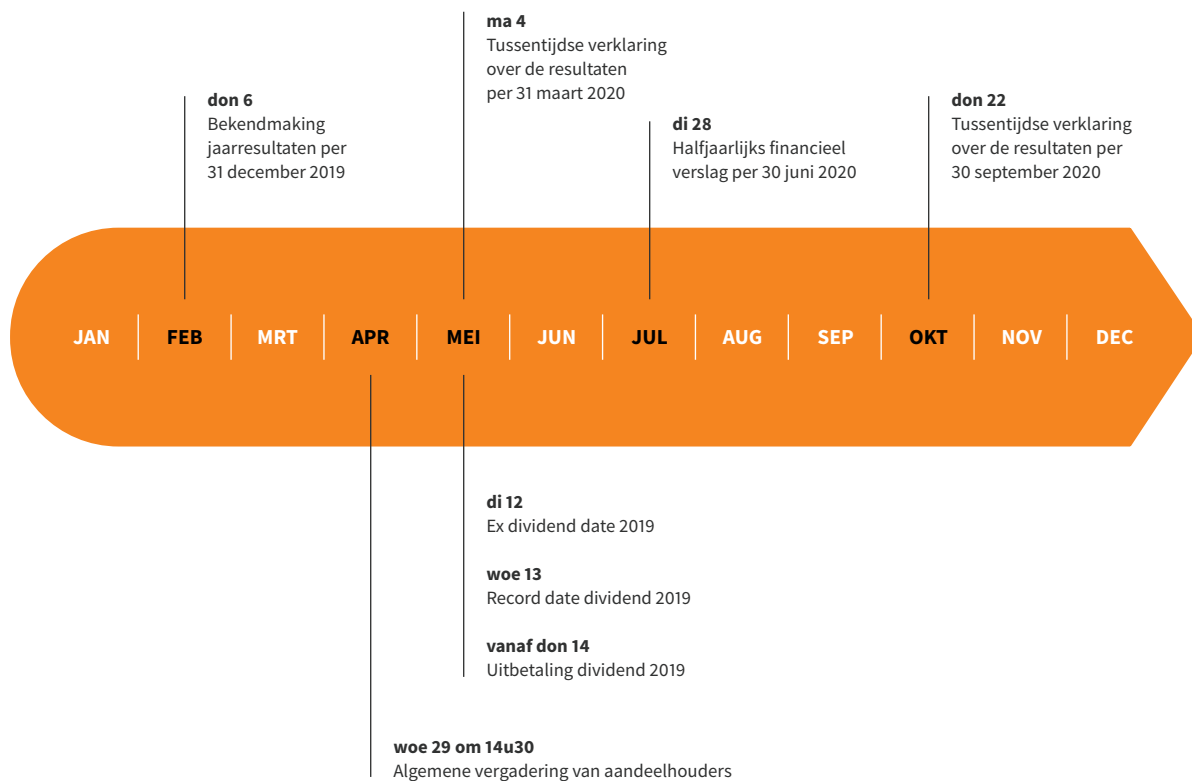 ma 4
Tussentijdse verklaring
over de resultaten
per 31 maart 2020
don 6
Bekendmaking
jaarresultaten per
31 december 2019
di 28
Halfjaarlijks financieel
verslag per 30 juni 2020
don 22
Tussentijdse verklaring
over de resultaten per
30 september 2020
JAN FEB MRT APR MEI JUN JUL AUG SEP OKT NOV DEC
di 12
Ex dividend date 2019
woe 13
Record date dividend 2019
vanaf don 14
Uitbetaling dividend 2019
woe 29 om 14u30
Algemene vergadering van aandeelhouders